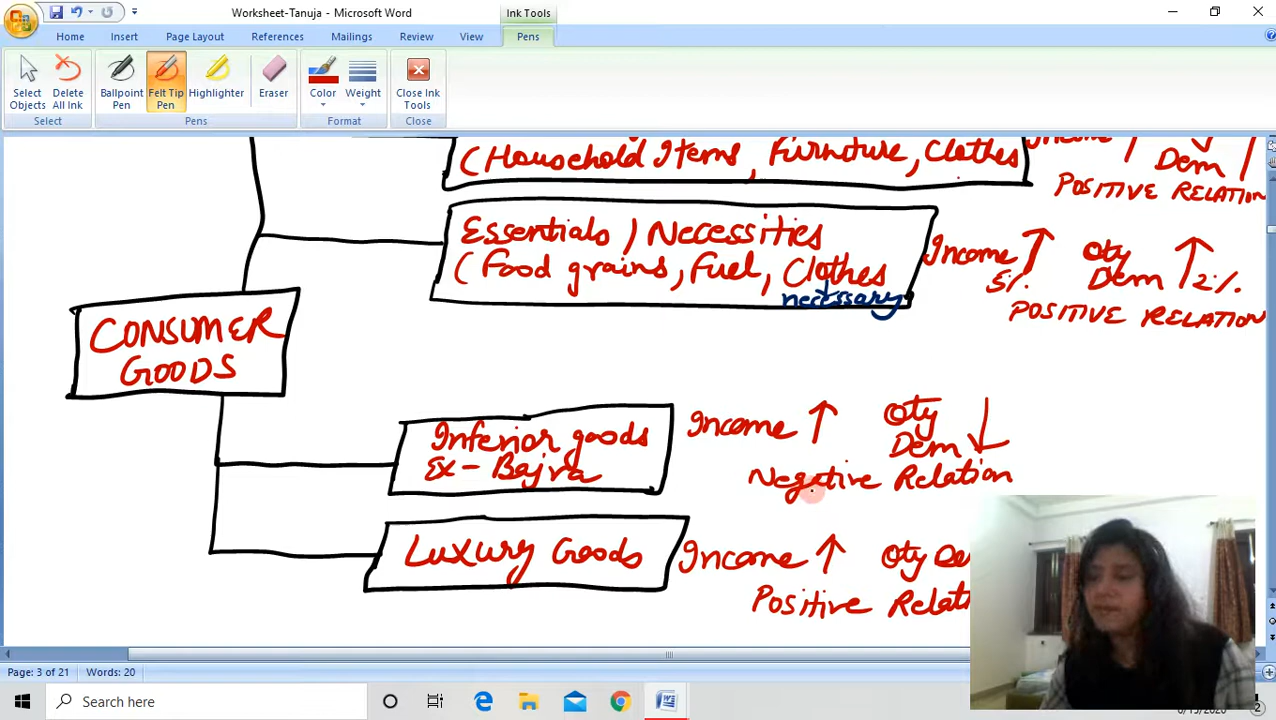 Worksheet-Tanuja - Microsoft Word
Ink Tools
Home Insert Page Layout References Mailings Review View Pens
Select Objects
Delete All Ink
Ballpoint Pen
Felt Tip Pen
Highlighter
Eraser
Color
Weight
Close Ink Tools
Select Pens Format Close
(Household Items, Furniture, Clothes
Income
Dem
POSITIVE RELATION
Essentials / Necessities
(Food grains, Fuel, Clothes
necessary
Income ↑ Qty
5%. Dem ↑ 2%.
POSITIVE RELATION
CONSUMER
GOODS
Inferior goods
Ex- Bajra
Income ↑ Qty
Dem ↓
Negative Relation
Luxury Goods
Income ↑ Qty De
Positive Relat
Page: 3 of 21 Words: 20
Search here